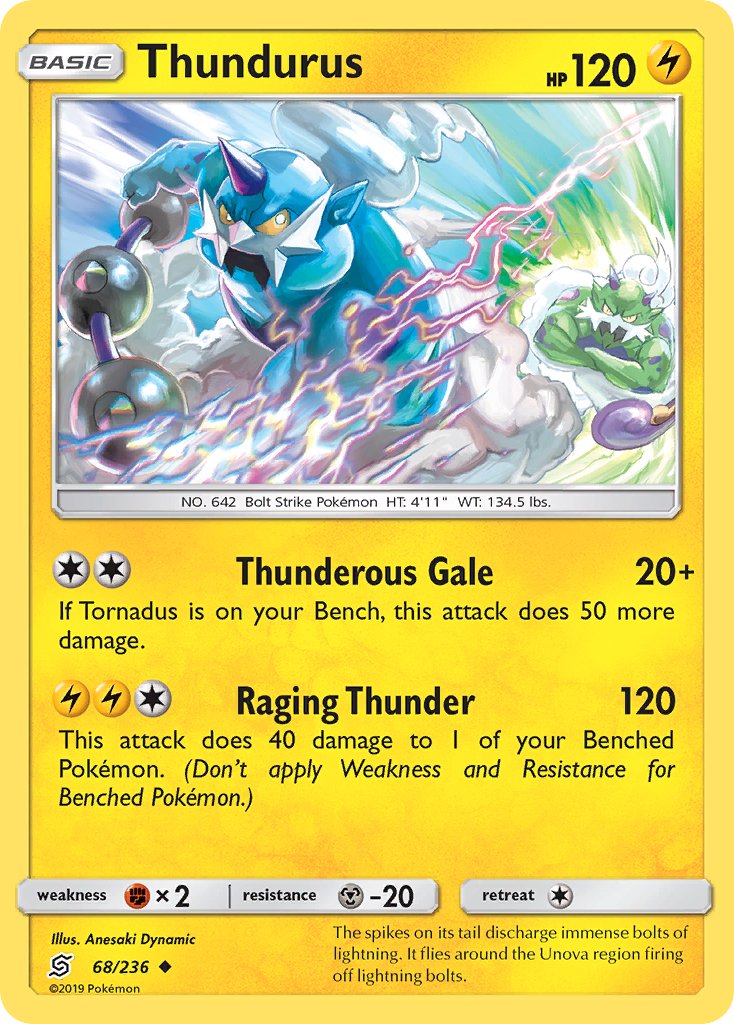 BASIC Thundurus HP 120
NO. 642 Bolt Strike Pokémon HT: 4'11" WT: 134.5 lbs.
Thunderous Gale 20+
If Tornadus is on your Bench, this attack does 50 more
damage.
Raging Thunder 120
This attack does 40 damage to 1 of your Benched
Pokémon. (Don't apply Weakness and Resistance for
Benched Pokémon.)
weakness × 2 resistance –20 retreat
Illus. Anesaki Dynamic
68/236
©2019 Pokémon
The spikes on its tail discharge immense bolts of
lightning. It flies around the Unova region firing
off lightning bolts.